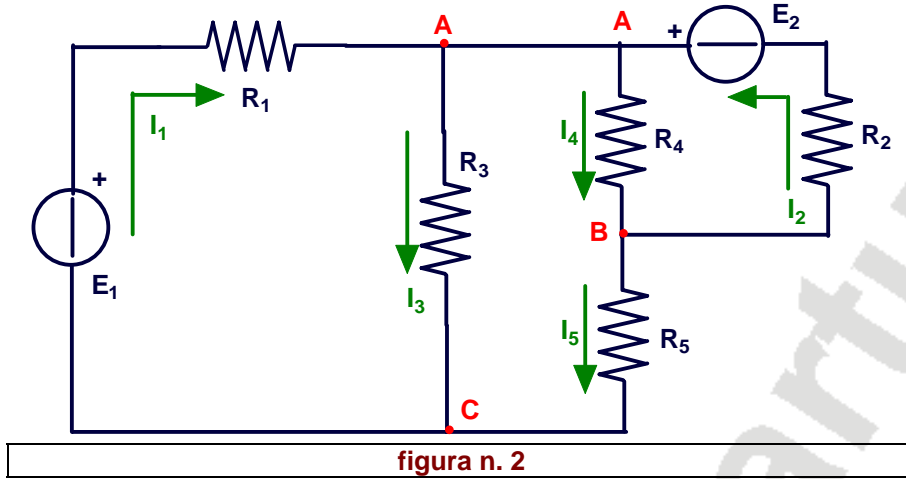 A
A
+
E₂
R₁
I₁
I₄
R₄
R₂
R₃
+
I₂
B
E₁
I₃
I₅
R₅
C
figura n. 2